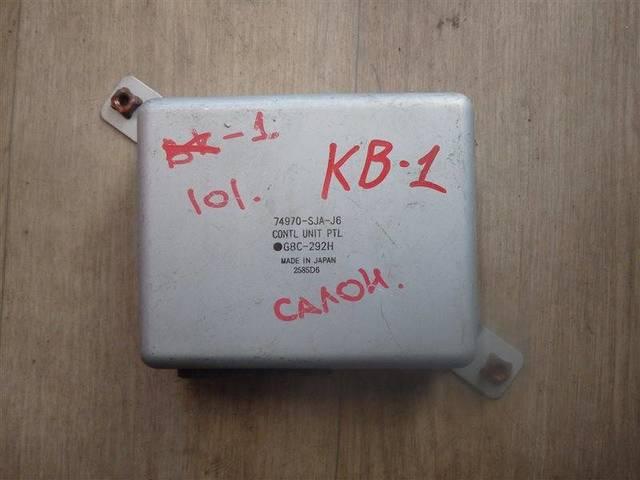 -1.
KB-1
101.
74970-SJA-J6
CONTL UNIT PTL
●G8C-292H
MADE IN JAPAN
2585D6
САЛОН.